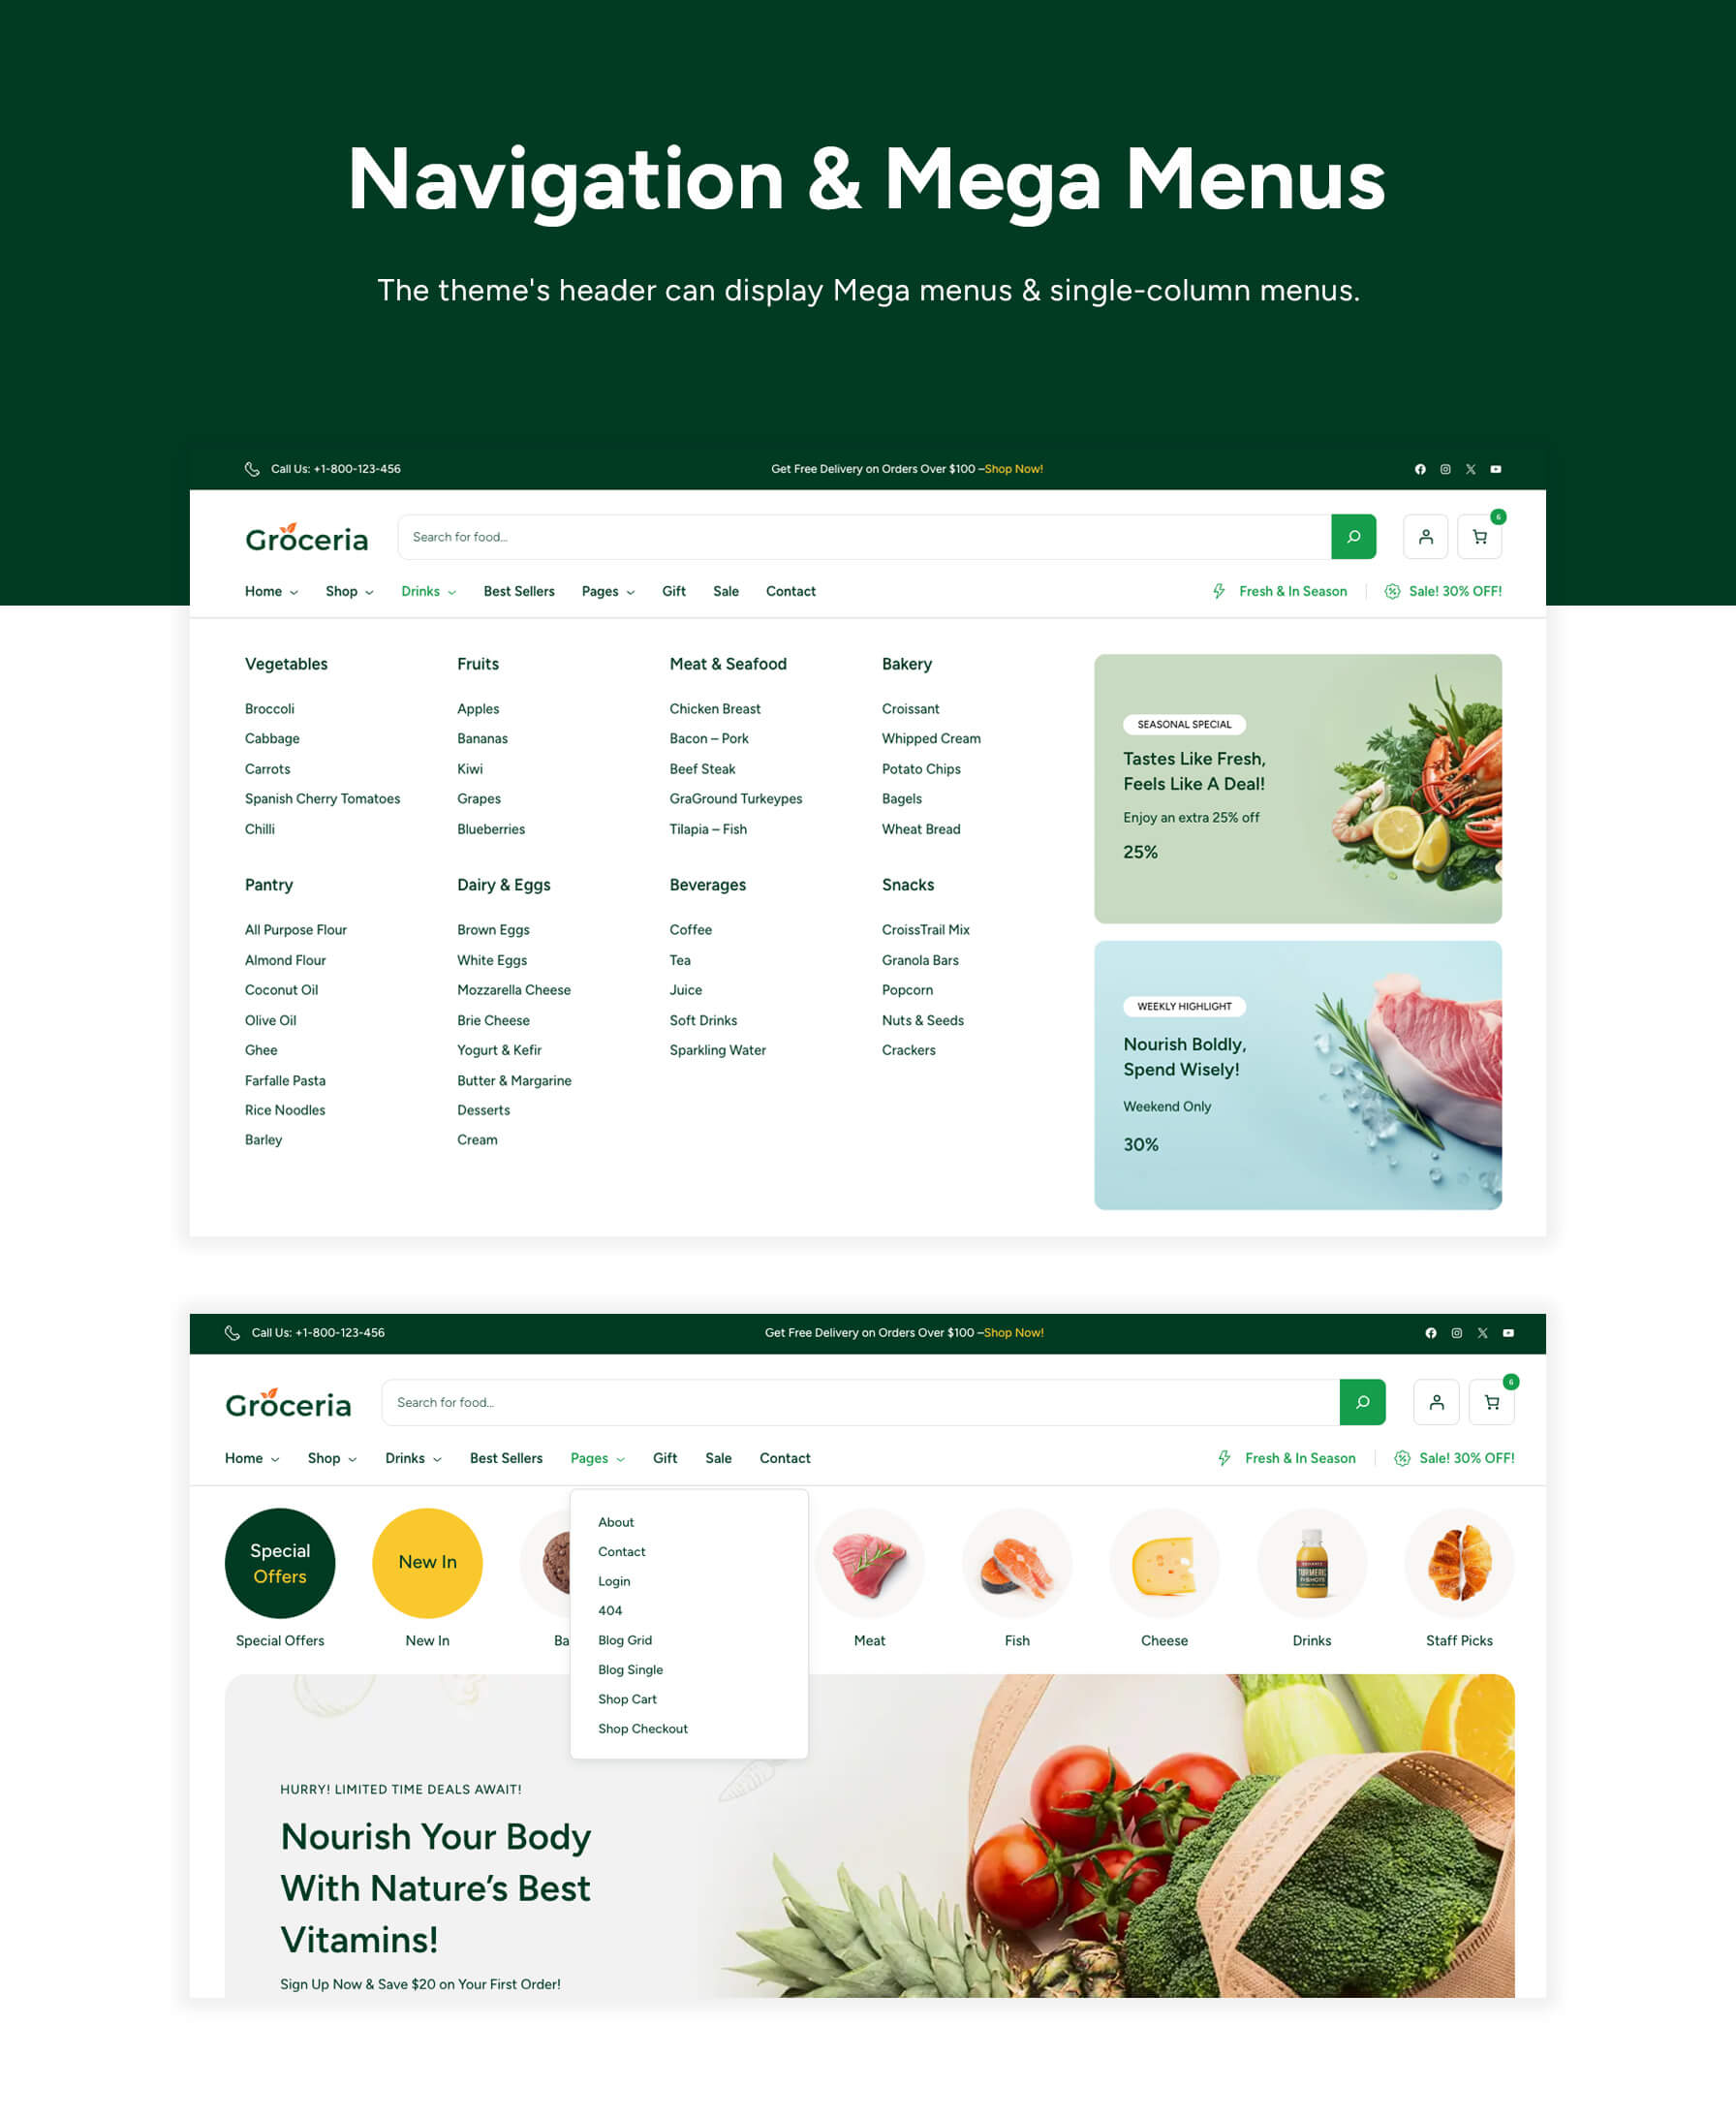 Navigation & Mega Menus
The theme's header can display Mega menus & single-column menus.
Call Us: +1-800-123-456
Get Free Delivery on Orders Over $100 –Shop Now!
Groceria
Search for food...
6
Home
Shop
Drinks
Best Sellers
Pages
Gift
Sale
Contact
Fresh & In Season
Sale! 30% OFF!
Vegetables
Broccoli
Cabbage
Carrots
Spanish Cherry Tomatoes
Chilli
Fruits
Apples
Bananas
Kiwi
Grapes
Blueberries
Meat & Seafood
Chicken Breast
Bacon – Pork
Beef Steak
GraGround Turkeypes
Tilapia – Fish
Bakery
Croissant
Whipped Cream
Potato Chips
Bagels
Wheat Bread
Pantry
All Purpose Flour
Almond Flour
Coconut Oil
Olive Oil
Ghee
Farfalle Pasta
Rice Noodles
Barley
Dairy & Eggs
Brown Eggs
White Eggs
Mozzarella Cheese
Brie Cheese
Yogurt & Kefir
Butter & Margarine
Desserts
Cream
Beverages
Coffee
Tea
Juice
Soft Drinks
Sparkling Water
Snacks
CroissTrail Mix
Granola Bars
Popcorn
Nuts & Seeds
Crackers
SEASONAL SPECIAL
Tastes Like Fresh,
Feels Like A Deal!
Enjoy an extra 25% off
25%
WEEKLY HIGHLIGHT
Nourish Boldly,
Spend Wisely!
Weekend Only
30%
Call Us: +1-800-123-456
Get Free Delivery on Orders Over $100 –Shop Now!
Groceria
Search for food...
6
Home
Shop
Drinks
Best Sellers
Pages
Gift
Sale
Contact
Fresh & In Season
Sale! 30% OFF!
About
Contact
Login
404
Blog Grid
Blog Single
Shop Cart
Shop Checkout
Special
Offers
New In
TURMERIC
Special Offers
New In
Ba
Meat
Fish
Cheese
Drinks
Staff Picks
HURRY! LIMITED TIME DEALS AWAIT!
Nourish Your Body
With Nature's Best
Vitamins!
Sign Up Now & Save $20 on Your First Order!